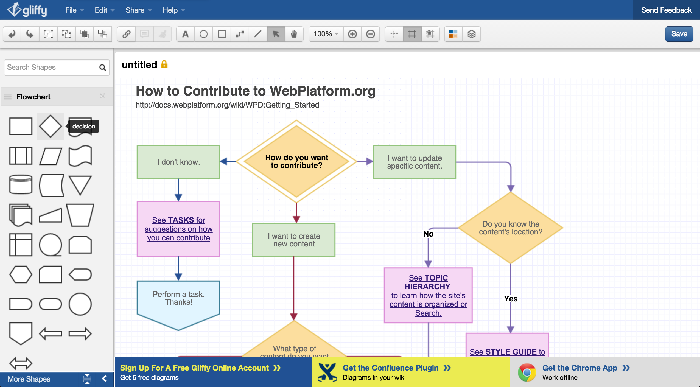 gliffy
File Edit Share Help
Send Feedback
A
100%
Save
Search Shapes
untitled
Flowchart
decision
How to Contribute to WebPlatform.org
http://docs.webplatform.org/wiki/WPD:Getting_Started
I don't know.
How do you want
to contribute?
I want to update
specific content.
See TASKS for
suggestions on how
you can contribute
I want to create
new content
Do you know the
content's location?
No
Yes
Perform a task.
Thanks!
See TOPIC
HIERARCHY
to learn how the site's
content is organized or
Search.
What type of
content do you want
See STYLE GUIDE to
More Shapes
Sign Up For A Free Gliffy Online Account
Get 5 free diagrams
Get the Confluence Plugin
Diagrams in your wiki
Get the Chrome App
Work offline